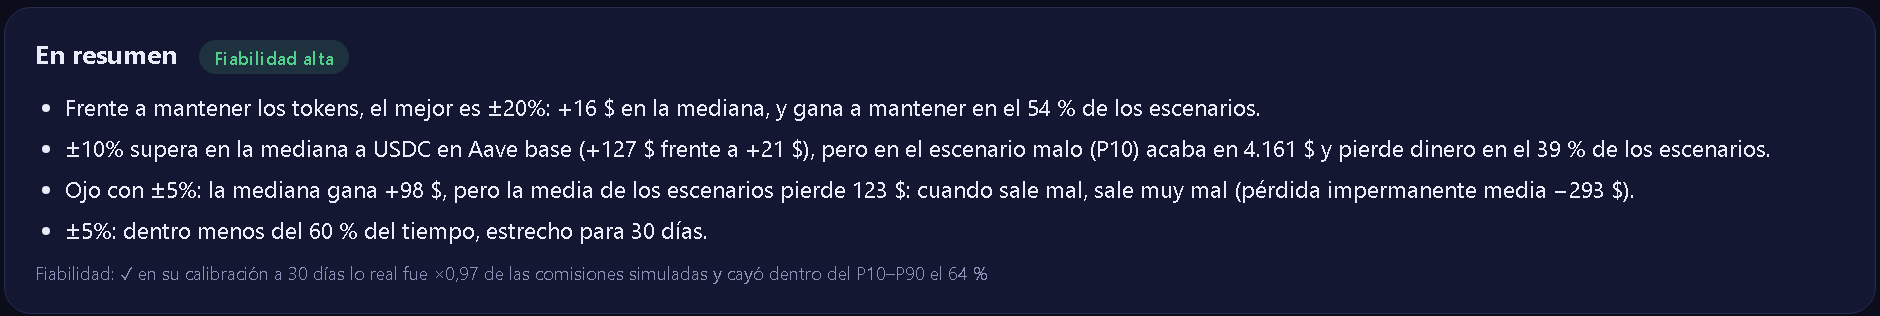 En resumen Fiabilidad alta
• Frente a mantener los tokens, el mejor es ±20%: +16 $ en la mediana, y gana a mantener en el 54 % de los escenarios.
• ±10% supera en la mediana a USDC en Aave base (+127 $ frente a +21 $), pero en el escenario malo (P10) acaba en 4.161 $ y pierde dinero en el 39 % de los escenarios.
• Ojo con ±5%: la mediana gana +98 $, pero la media de los escenarios pierde 123 $: cuando sale mal, sale muy mal (pérdida impermanente media −293 $).
• ±5%: dentro menos del 60 % del tiempo, estrecho para 30 días.
Fiabilidad: ✓ en su calibración a 30 días lo real fue ×0,97 de las comisiones simuladas y cayó dentro del P10–P90 el 64 %